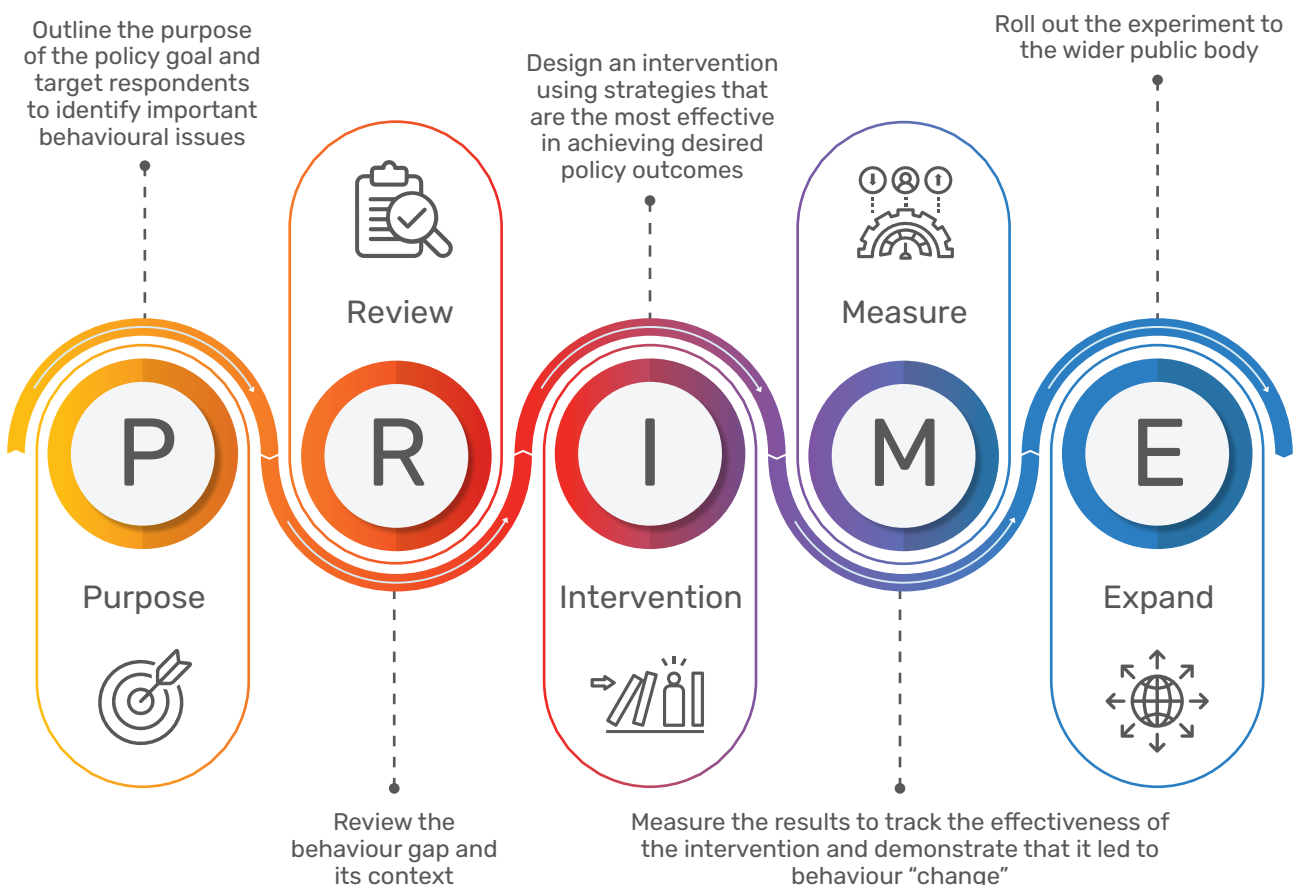 Outline the purpose
of the policy goal and
target respondents
to identify important
behavioural issues
Design an intervention
using strategies that
are the most effective
in achieving desired
policy outcomes
Roll out the experiment to
the wider public body
Review
Measure
P
R
I
M
E
Purpose
Intervention
Expand
Review the
behaviour gap and
its context
Measure the results to track the effectiveness of
the intervention and demonstrate that it led to
behaviour “change”